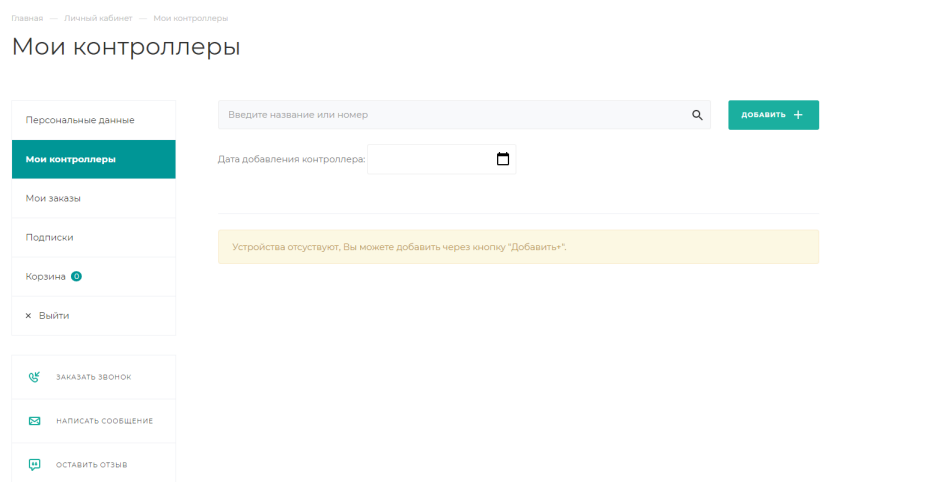 Главная — Личный кабинет — Мои контроллеры
Мои контроллеры
Персональные данные
Мои контроллеры
Мои заказы
Подписки
Корзина 0
× Выйти
ЗАКАЗАТЬ ЗВОНОК
НАПИСАТЬ СООБЩЕНИЕ
ОСТАВИТЬ ОТЗЫВ
Введите название или номер
ДОБАВИТЬ +
Дата добавления контроллера:
Устройства отсуствуют, Вы можете добавить через кнопку "Добавить+".